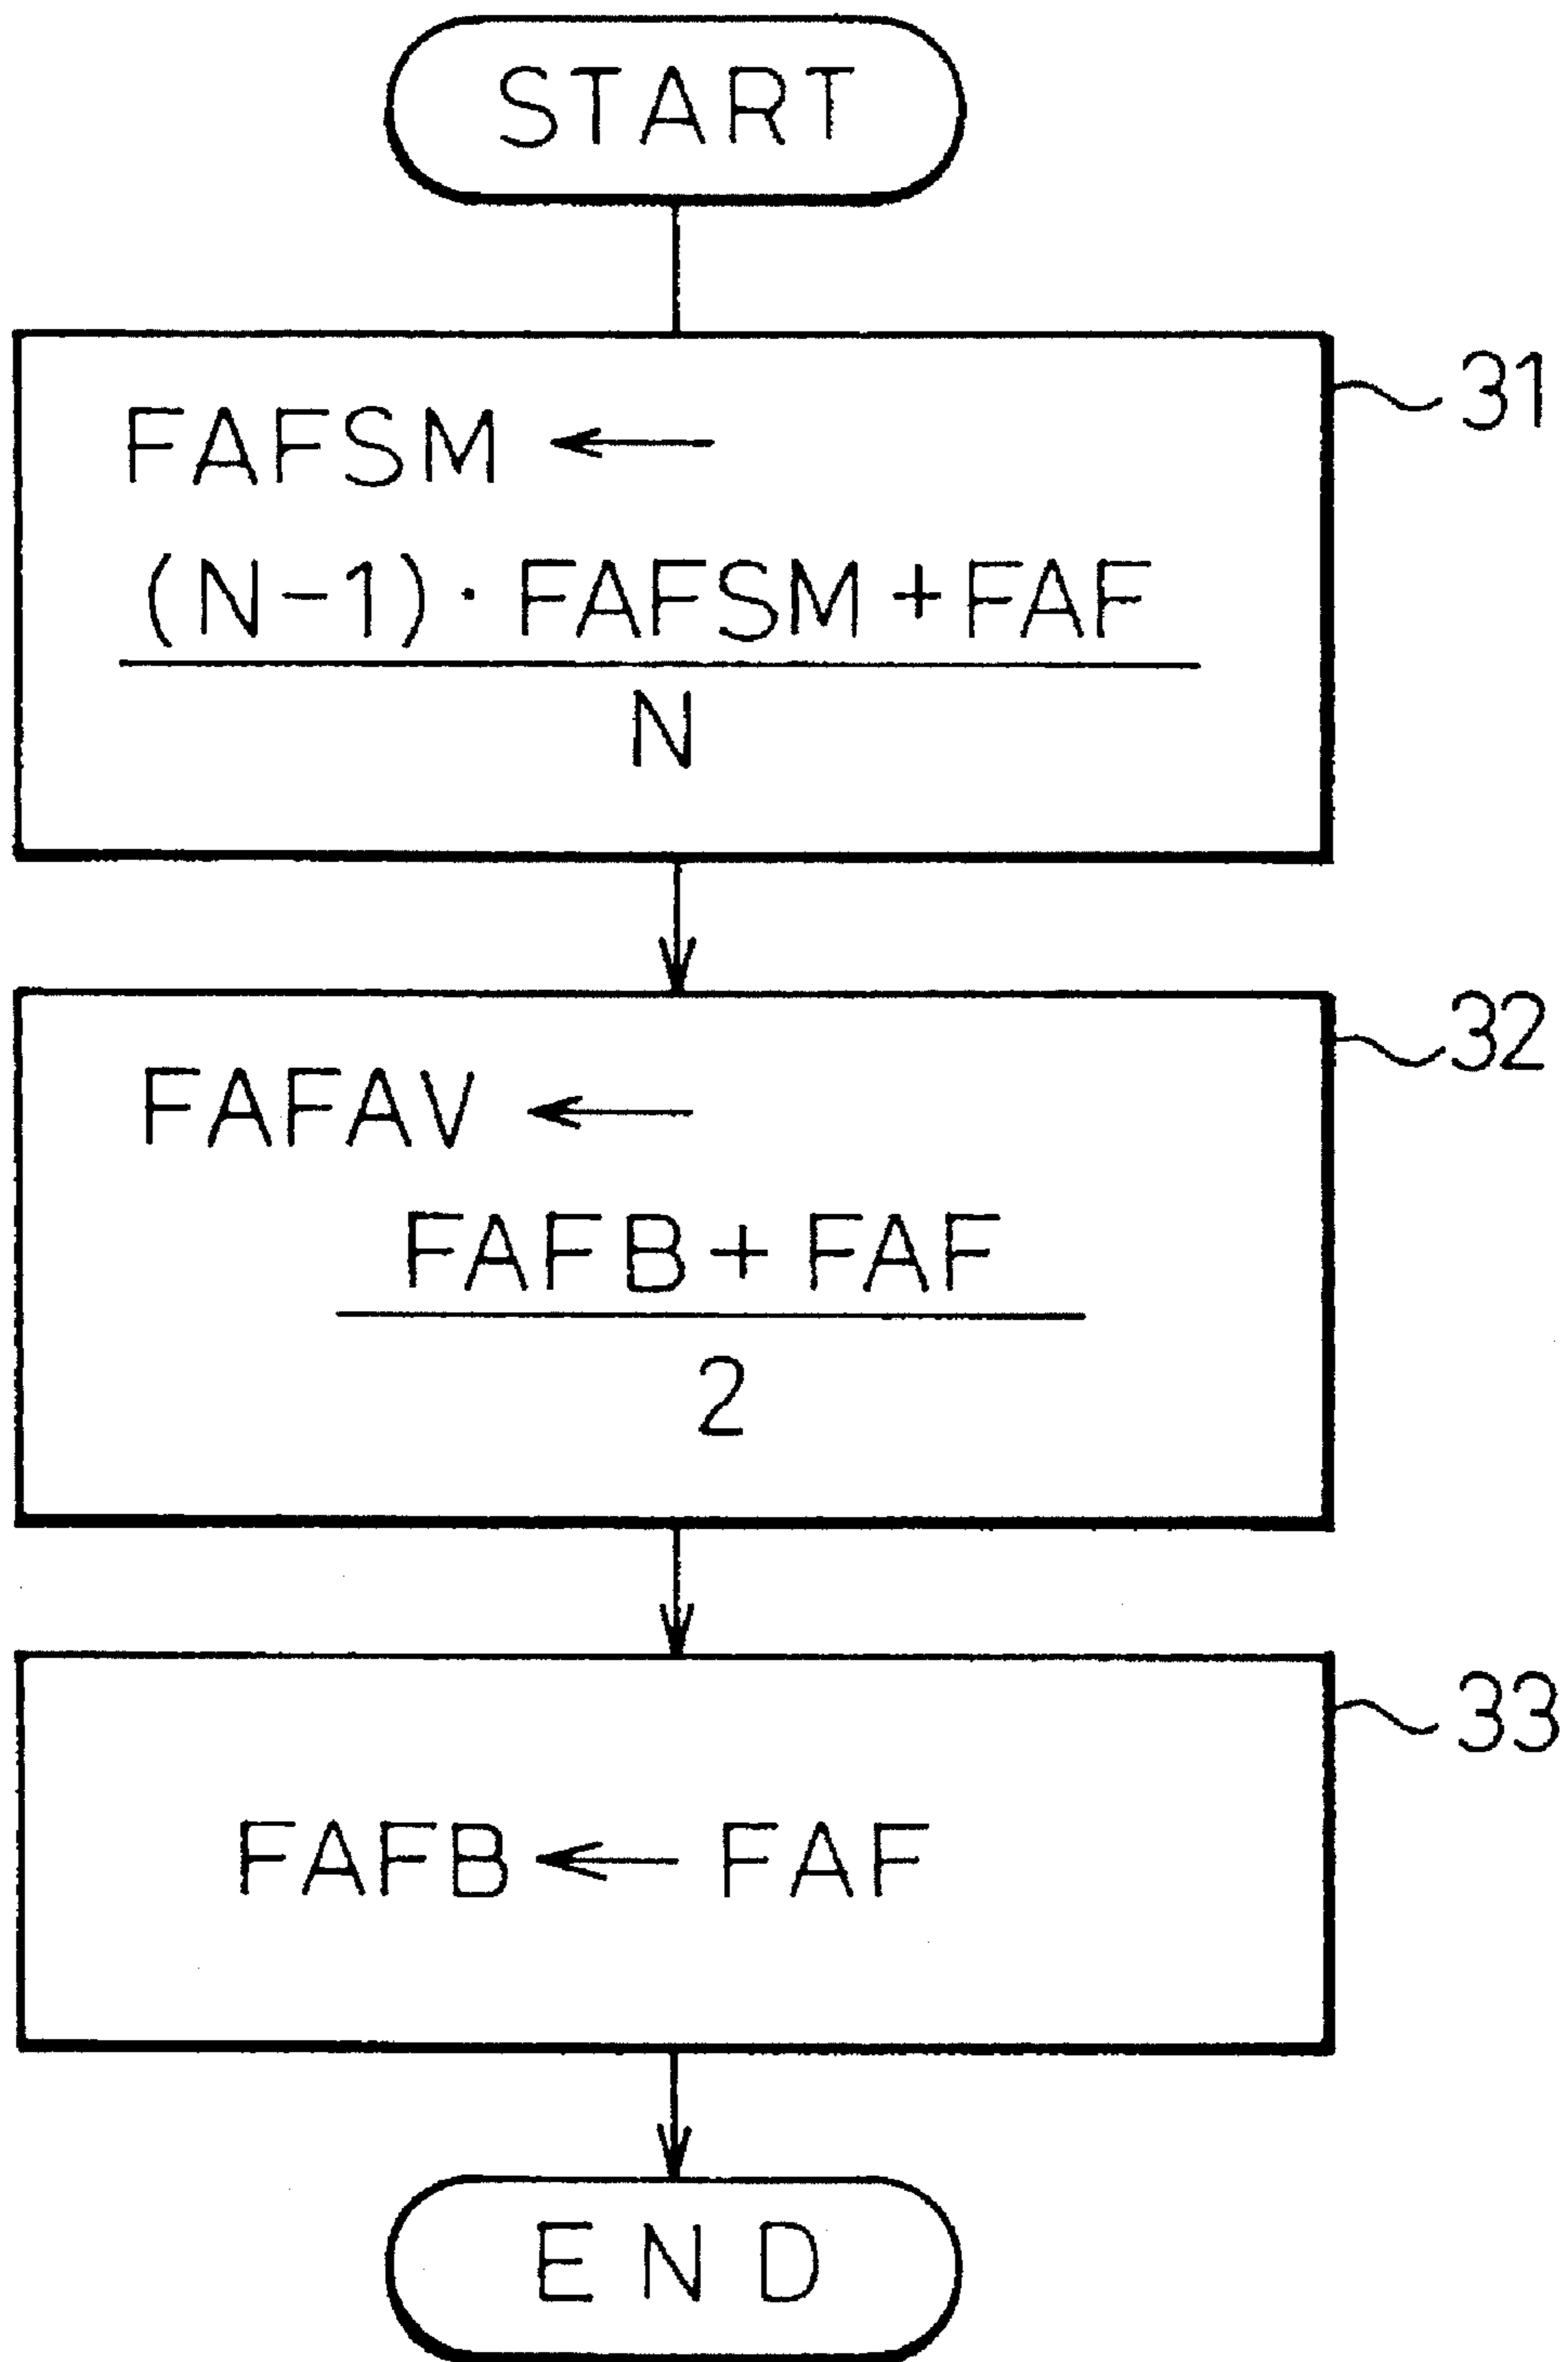 START
31
FAFSM ←
(N-1)· FAFSM+FAF
N
32
FAFAV ←
FAFB+FAF
2
33
FAFB ← FAF
END